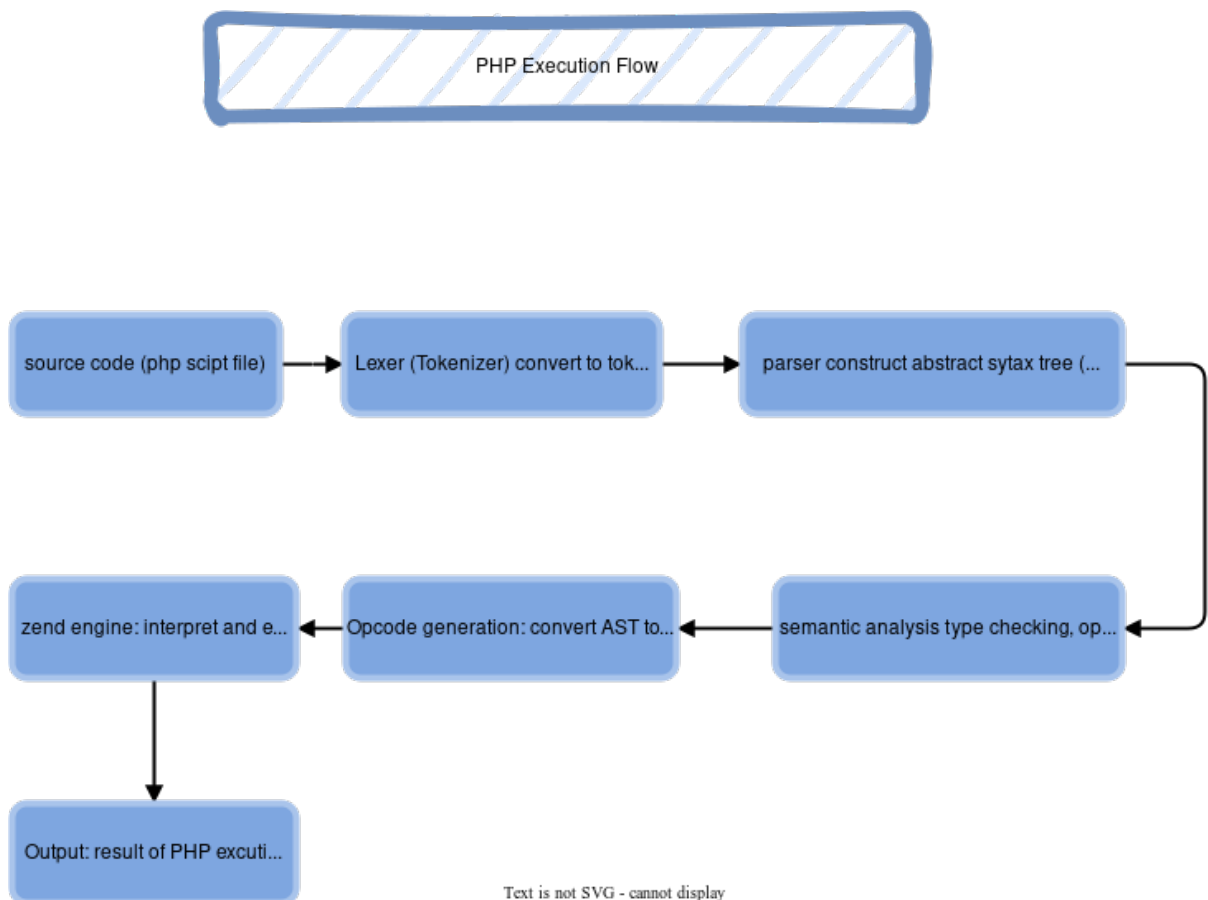 PHP Execution Flow
source code (php scipt file)
Lexer (Tokenizer) convert to tok...
parser construct abstract sytax tree (...
zend engine: interpret and e...
Opcode generation: convert AST to...
semantic analysis type checking, op...
Output: result of PHP excuti...
Text is not SVG - cannot display